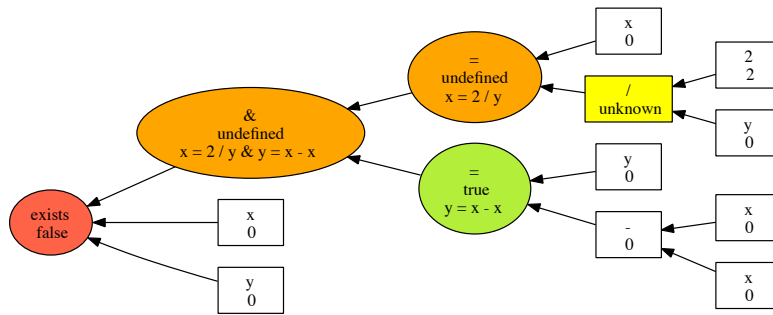 x
0
=
undefined
x = 2 / y
2
2
/
unknown
y
0
&
undefined
x = 2 / y & y = x - x
y
0
=
true
y = x - x
x
0
-
0
x
0
exists
false
x
0
y
0